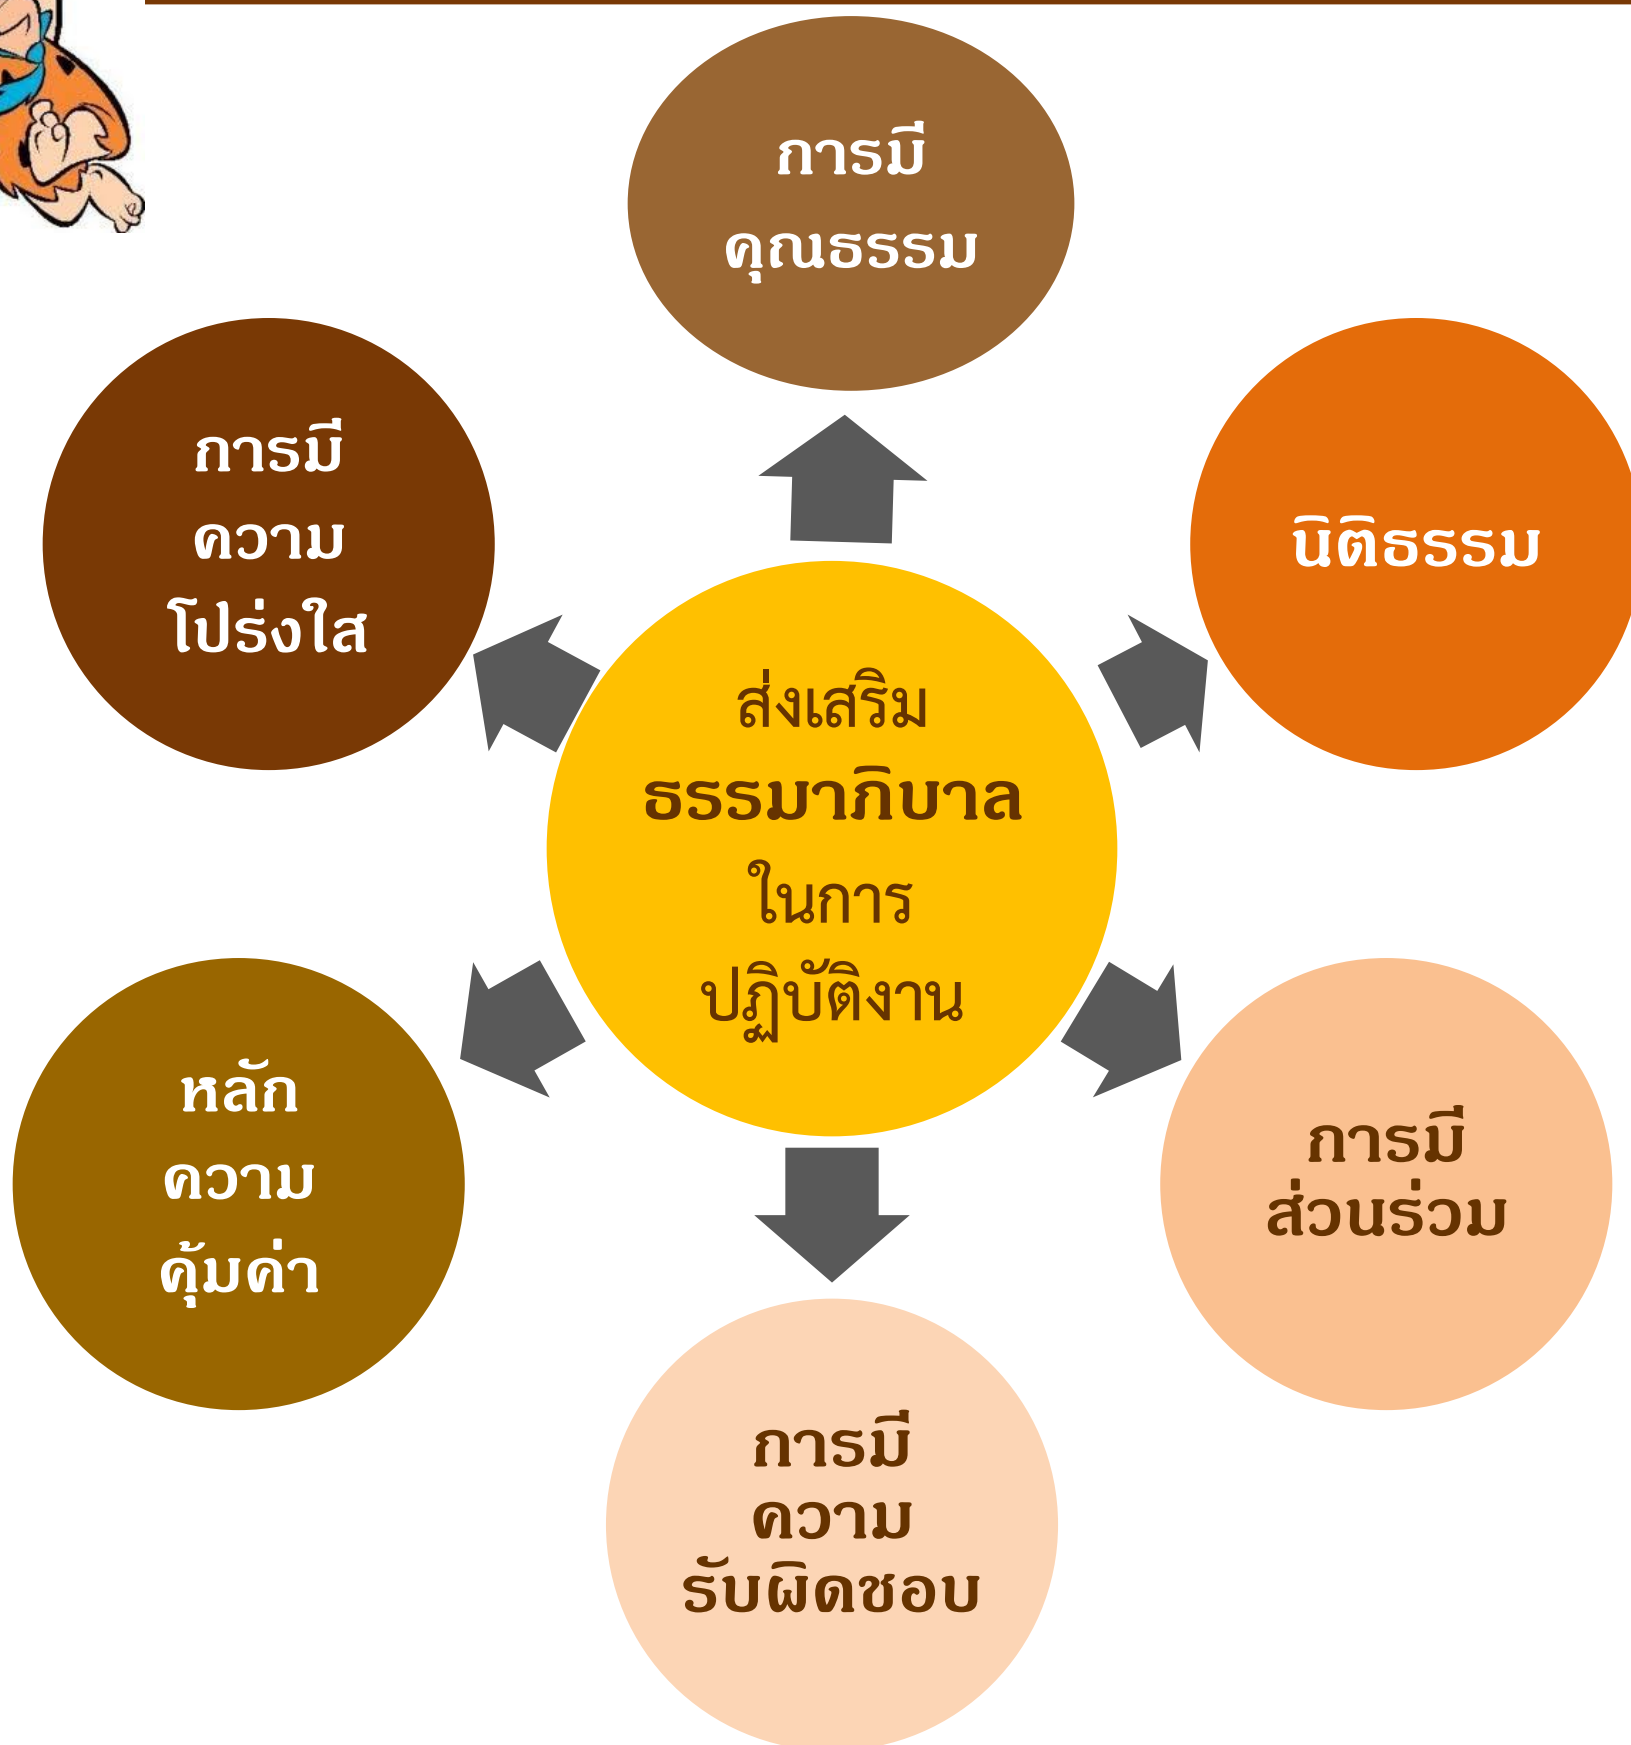 การมี
คุณธรรม
การมี
ความ
โปร่งใส
นิติธรรม
ส่งเสริม
ธรรมาภิบาล
ในการ
ปฏิบัติงาน
หลัก
ความ
คุ้มค่า
การมี
ส่วนร่วม
การมี
ความ
รับผิดชอบ